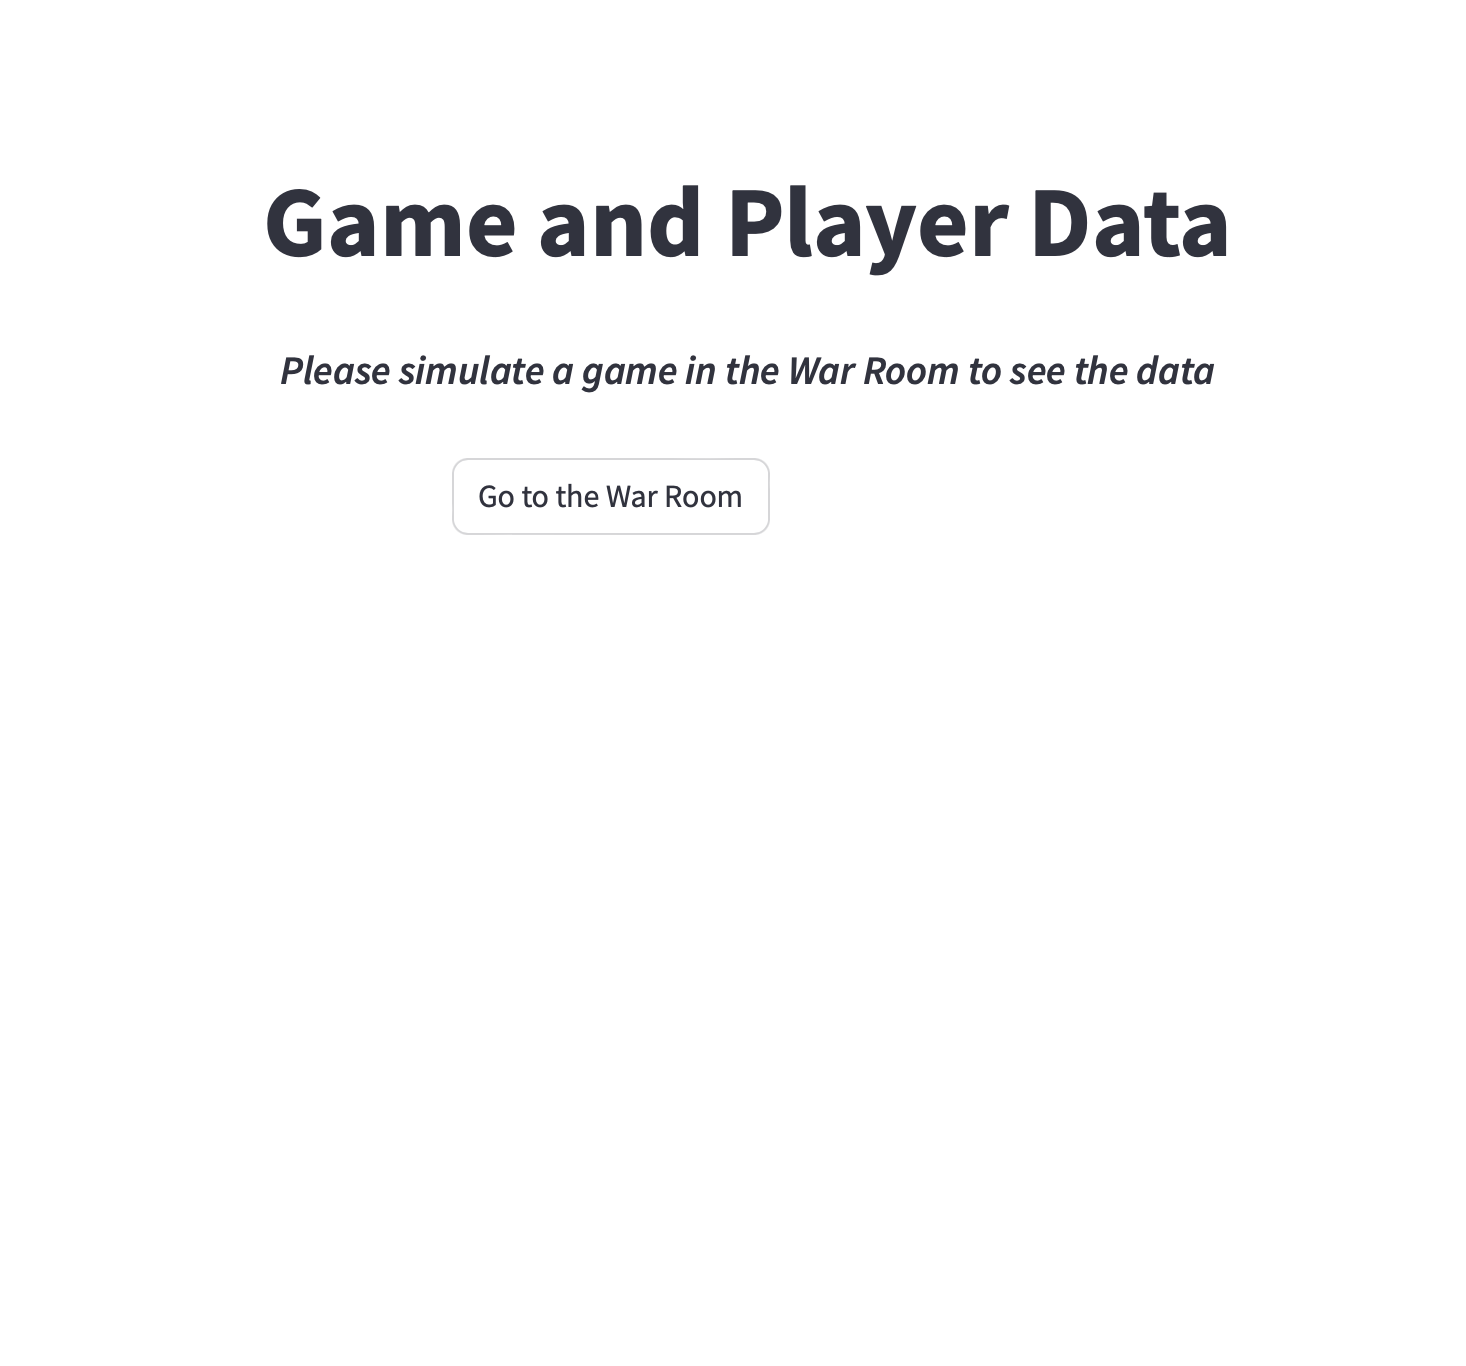 Game and Player Data
Please simulate a game in the War Room to see the data
Go to the War Room